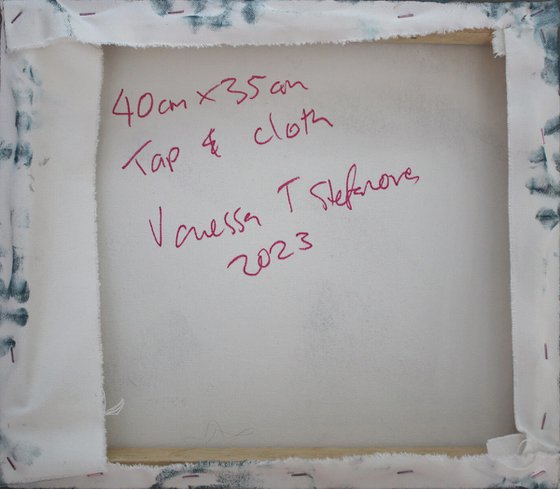 40cm x 35cm
Tap & cloth
Vanessa T Stefanova
2023